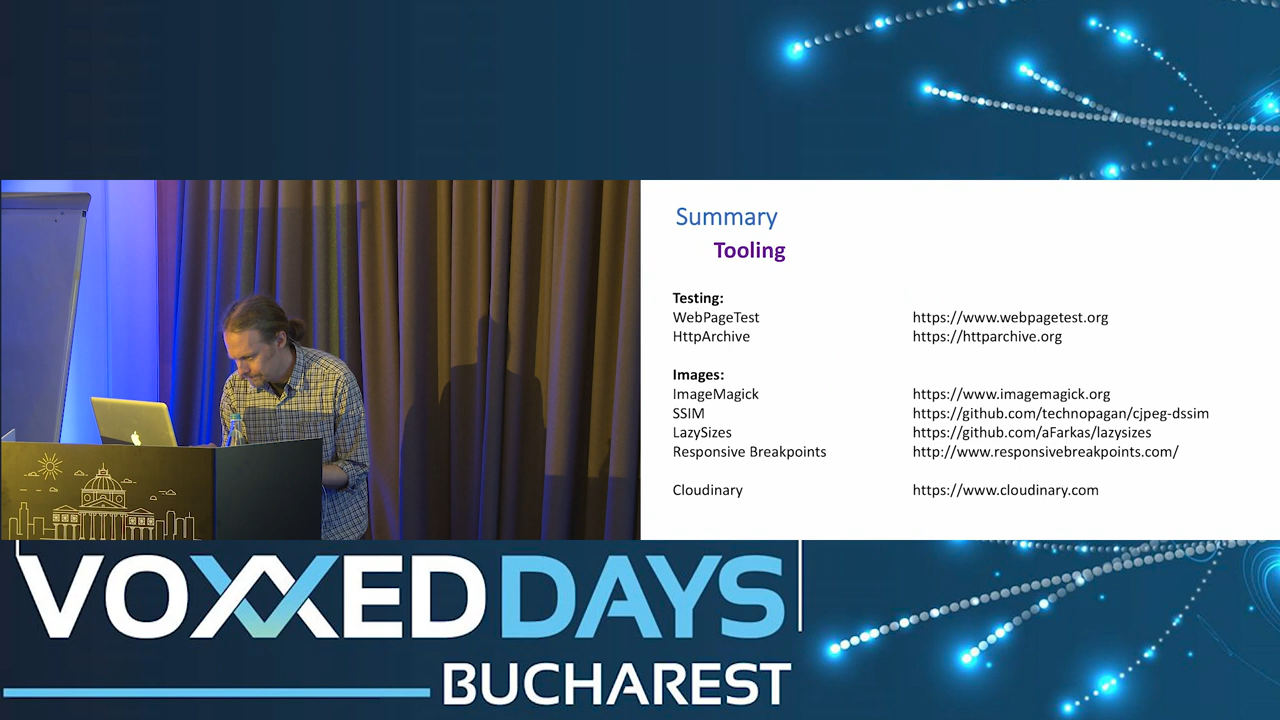 Summary
Tooling
Testing:
WebPageTest https://www.webpagetest.org
HttpArchive https://httparchive.org
Images:
ImageMagick https://www.imagemagick.org
SSIM https://github.com/technopagan/cjpeg-dssim
LazySizes https://github.com/aFarkas/lazysizes
Responsive Breakpoints http://www.responsivebreakpoints.com/
Cloudinary https://www.cloudinary.com
VOXXED DAYS
BUCHAREST